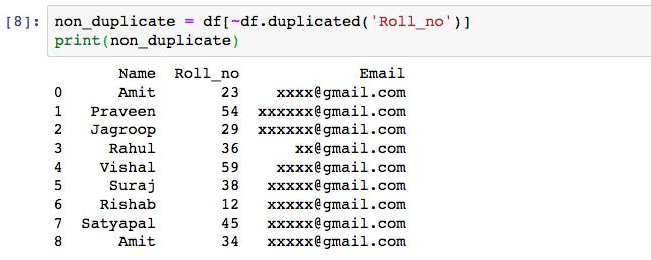 [8]: non_duplicate = df[~df.duplicated('Roll_no')]
print(non_duplicate)
Name Roll_no Email
0 Amit 23 xxxx@gmail.com
1 Praveen 54 xxxxxx@gmail.com
2 Jagroop 29 xxxxxx@gmail.com
3 Rahul 36 xx@gmail.com
4 Vishal 59 xxxx@gmail.com
5 Suraj 38 xxxxx@gmail.com
6 Rishab 12 xxxxx@gmail.com
7 Satyapal 45 xxxxx@gmail.com
8 Amit 34 xxxxx@gmail.com